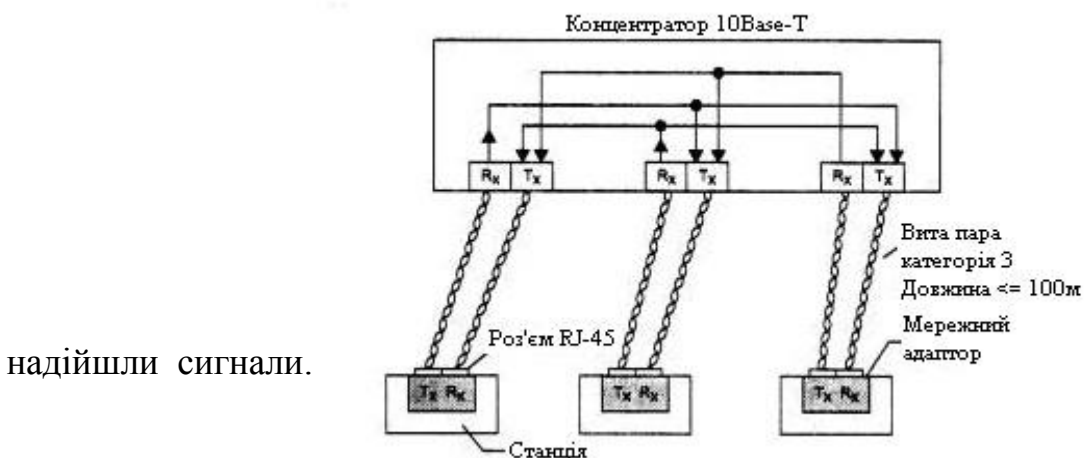 Концентратор 10Base-T
Rx Tx Rx Tx Rx Tx
Вита пара
категорія 3
Довжина <= 100м
Роз'єм RJ-45
Мережний
адаптор
надійшли сигнали.
Tx Rx Tx Rx Tx Rx
Станція